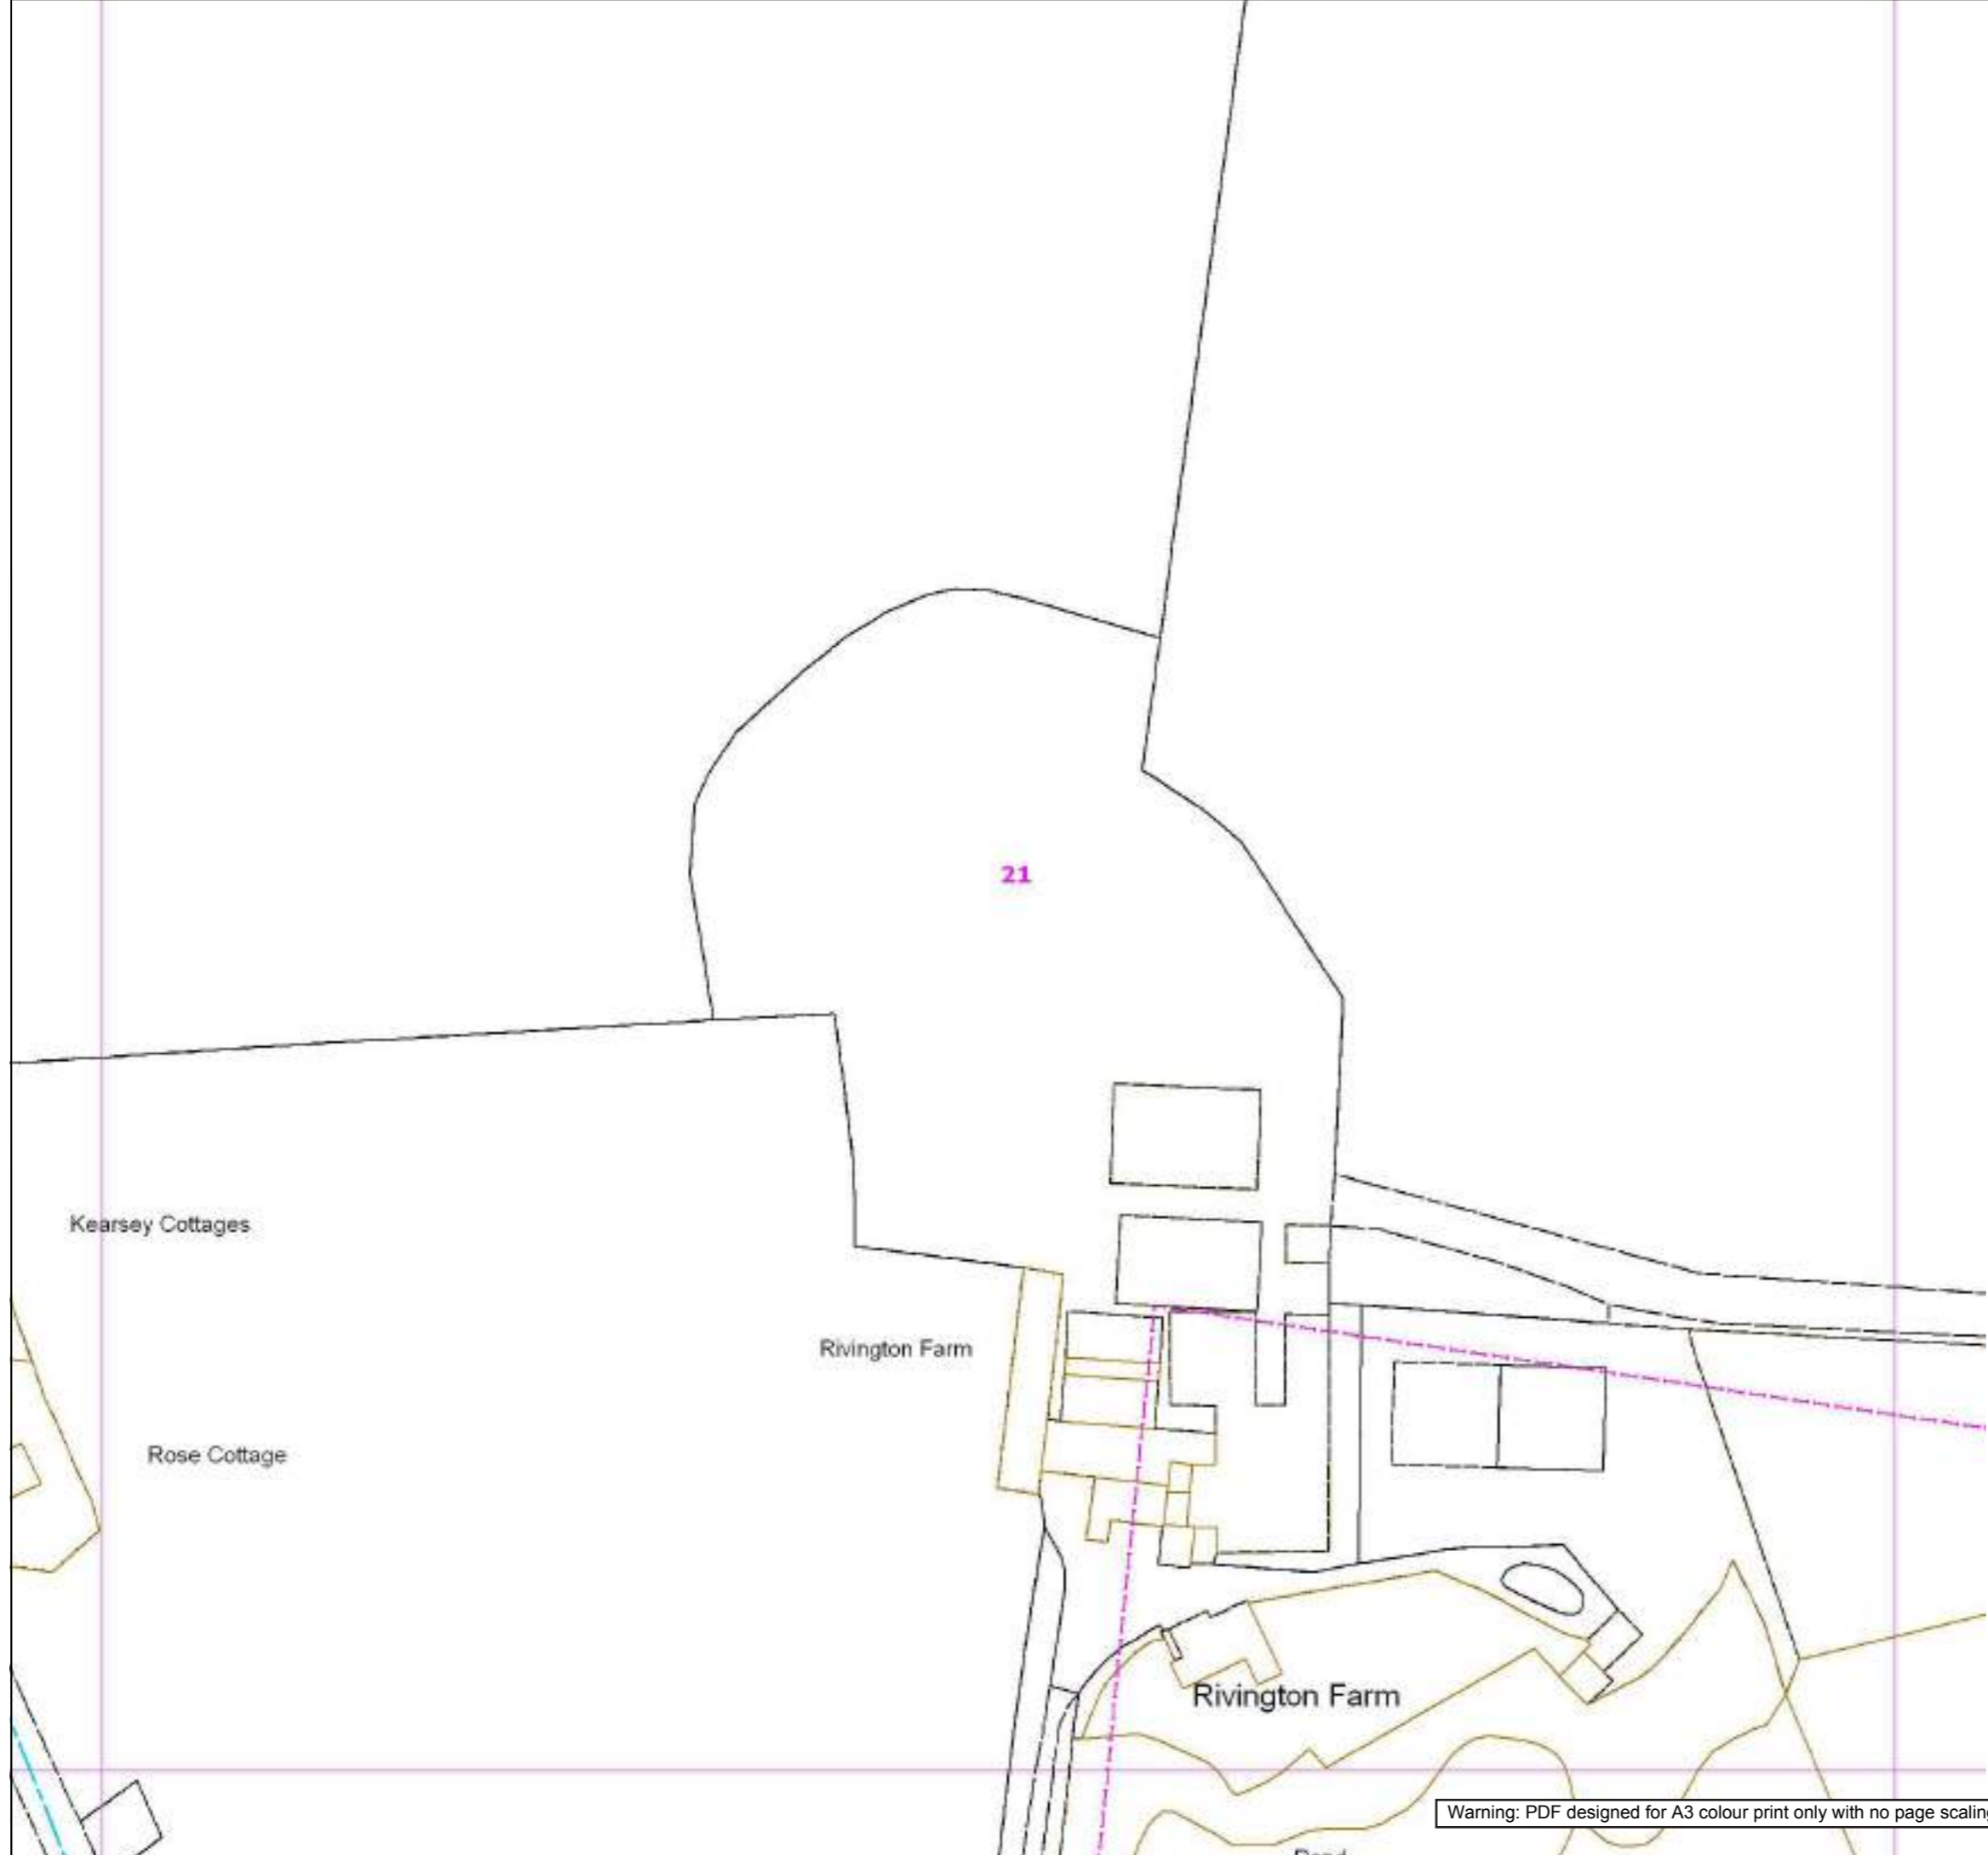 21
Kearsey Cottages
Rivington Farm
Rose Cottage
Rivington Farm
Warning: PDF designed for A3 colour print only with no page scaling